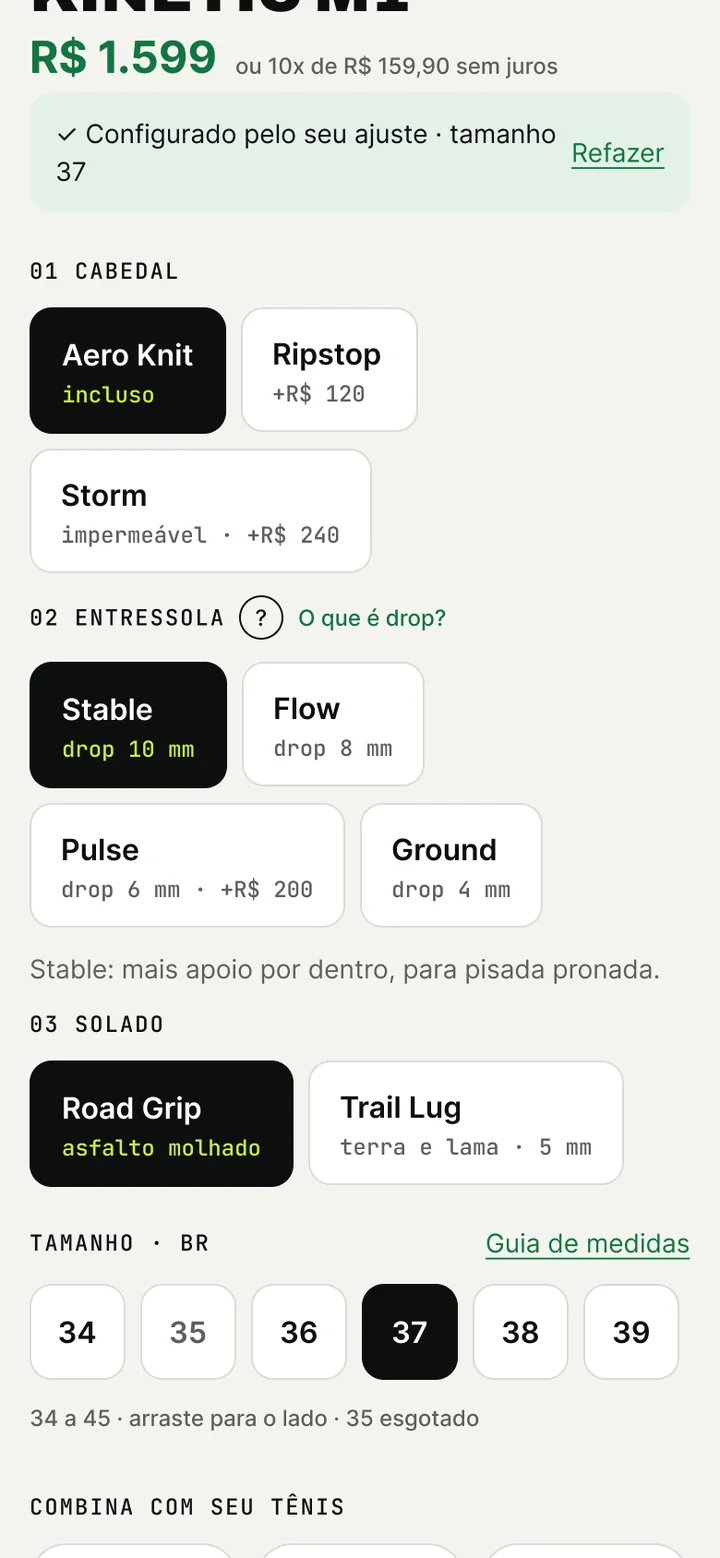 R$ 1.599 ou 10x de R$ 159,90 sem juros
✓ Configurado pelo seu ajuste · tamanho
37
Refazer
01 CABEDAL
Aero Knit
incluso
Ripstop
+R$ 120
Storm
impermeável · +R$ 240
02 ENTRESSOLA ? O que é drop?
Stable
drop 10 mm
Flow
drop 8 mm
Pulse
drop 6 mm · +R$ 200
Ground
drop 4 mm
Stable: mais apoio por dentro, para pisada pronada.
03 SOLADO
Road Grip
asfalto molhado
Trail Lug
terra e lama · 5 mm
TAMANHO · BR
Guia de medidas
34 35 36 37 38 39
34 a 45 · arraste para o lado · 35 esgotado
COMBINA COM SEU TÊNIS